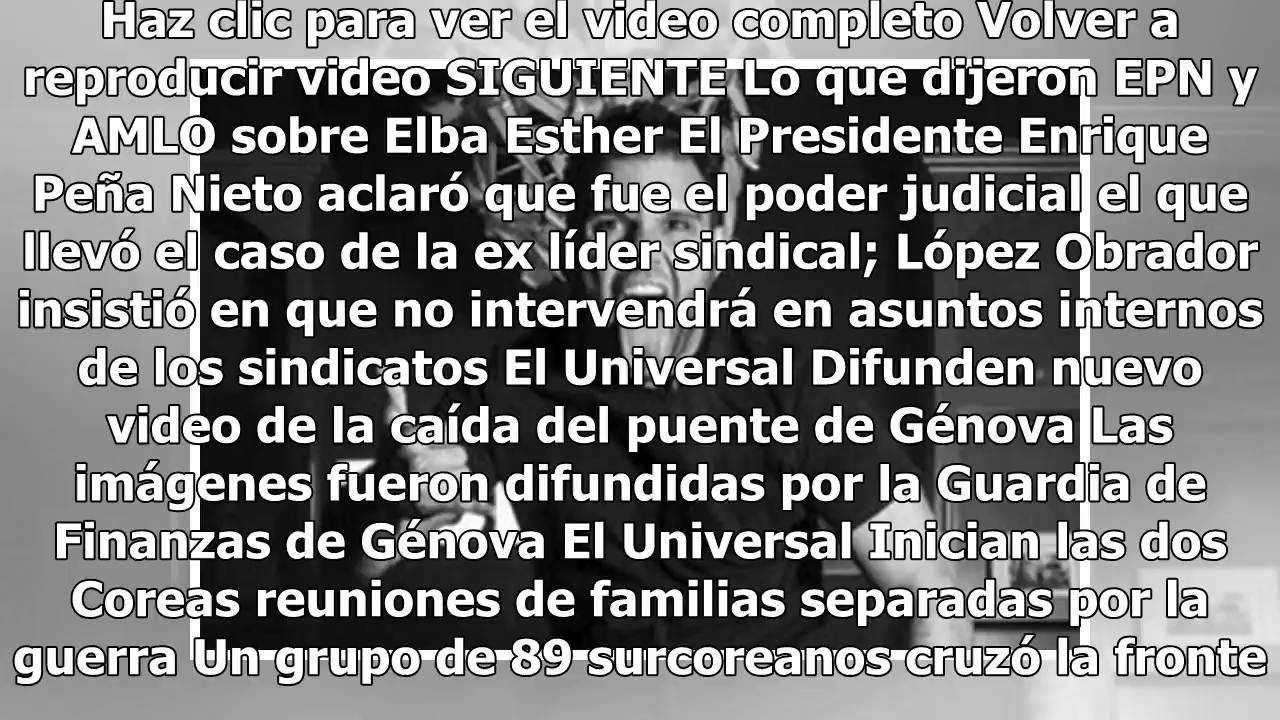 Haz clic para ver el video completo Volver a
reproducir video SIGUIENTE Lo que dijeron EPN y
AMLO sobre Elba Esther El Presidente Enrique
Peña Nieto aclaró que fue el poder judicial el que
llevó el caso de la ex líder sindical; López Obrador
insistió en que no intervendrá en asuntos internos
de los sindicatos El Universal Difunden nuevo
video de la caída del puente de Génova Las
imágenes fueron difundidas por la Guardia de
Finanzas de Génova El Universal Inician las dos
Coreas reuniones de familias separadas por la
guerra Un grupo de 89 surcoreanos cruzó la fronte